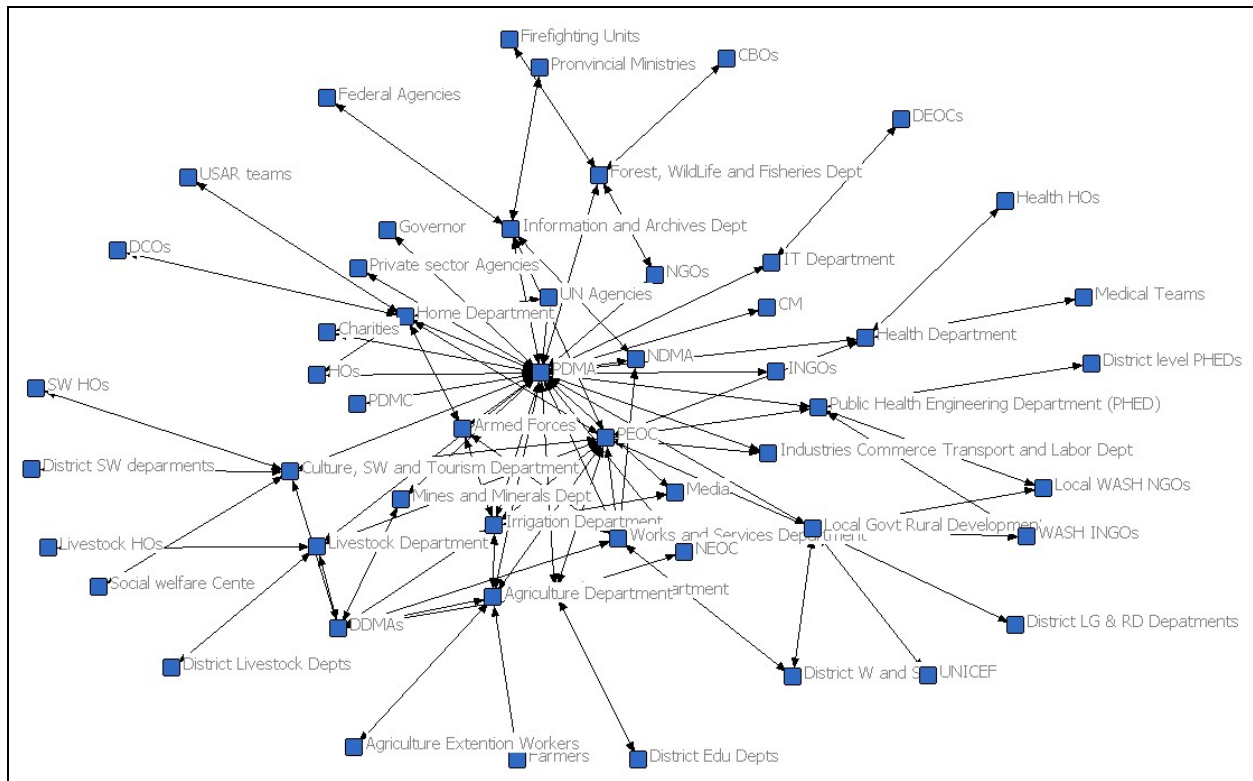 Firefighting Units
CBOs
Pronvincial Ministries
Federal Agencies
DEOCs
USAR teams
Forest, WildLife and Fisheries Dept
Health HOs
Governor
Information and Archives Dept
DCOs
Private sector Agencies
NGOs
IT Department
UN Agencies
Medical Teams
CM
Home Department
Charities
Health Department
NDMA
District level PHEDs
PDMA
INGOs
HOs
SW HOs
PDMC
Public Health Engineering Department (PHED)
Armed Forces
PEOC
Industries Commerce Transport and Labor Dept
District SW deparments
Culture, SW and Tourism Department
Local WASH NGOs
Media
Mines and Minerals Dept
Irrigation Department
Local Govt Rural Development
WASH INGOs
Works and Services Department
Livestock HOs
Livestock Department
NEOC
Social welfare Cente
Agriculture Department
artment
DDMAs
District LG & RD Depatments
District Livestock Depts
District W and S
UNICEF
Agriculture Extention Workers
Farmers
District Edu Depts